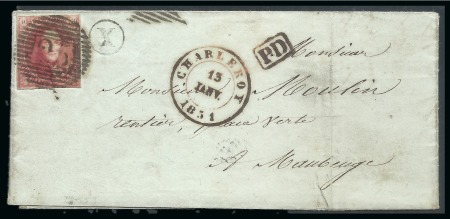 X
PD
CHARLEROY
13
JANV.
1851
Monsieur
Monsieur Moulin
rentier, place verte
A Maubeuge